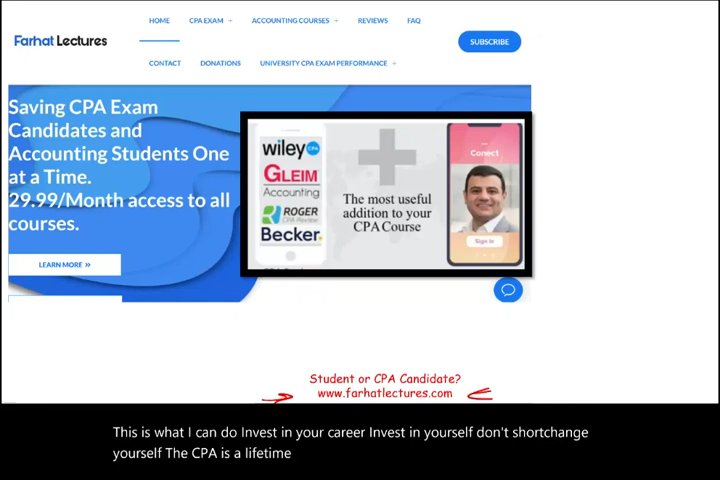 HOME
CPA EXAM +
ACCOUNTING COURSES +
REVIEWS
FAQ
Farhat Lectures
SUBSCRIBE
CONTACT
DONATIONS
UNIVERSITY CPA EXAM PERFORMANCE +
Saving CPA Exam
Candidates and
Accounting Students One
at a Time.
29.99/Month access to all
courses.
LEARN MORE »
wiley CPA
GLEIM
Accounting
ROGER
CPA Review
Becker
The most useful
addition to your
CPA Course
Conect
Sign in
Student or CPA Candidate?
www.farhatlectures.com
This is what I can do Invest in your career Invest in yourself don't shortchange
yourself The CPA is a lifetime